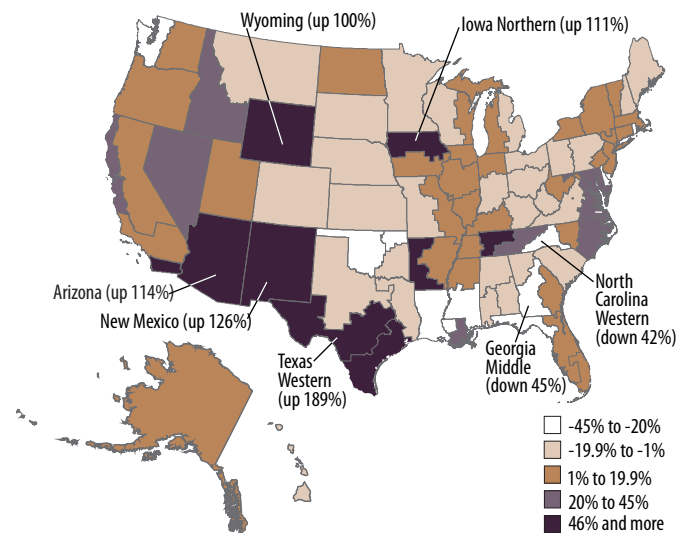 Wyoming (up 100%)
Iowa Northern (up 111%)
Arizona (up 114%)
New Mexico (up 126%)
Texas
Western
(up 189%)
Georgia
Middle
(down 45%)
North
Carolina
Western
(down 42%)
-45% to -20%
-19.9% to -1%
1% to 19.9%
20% to 45%
46% and more